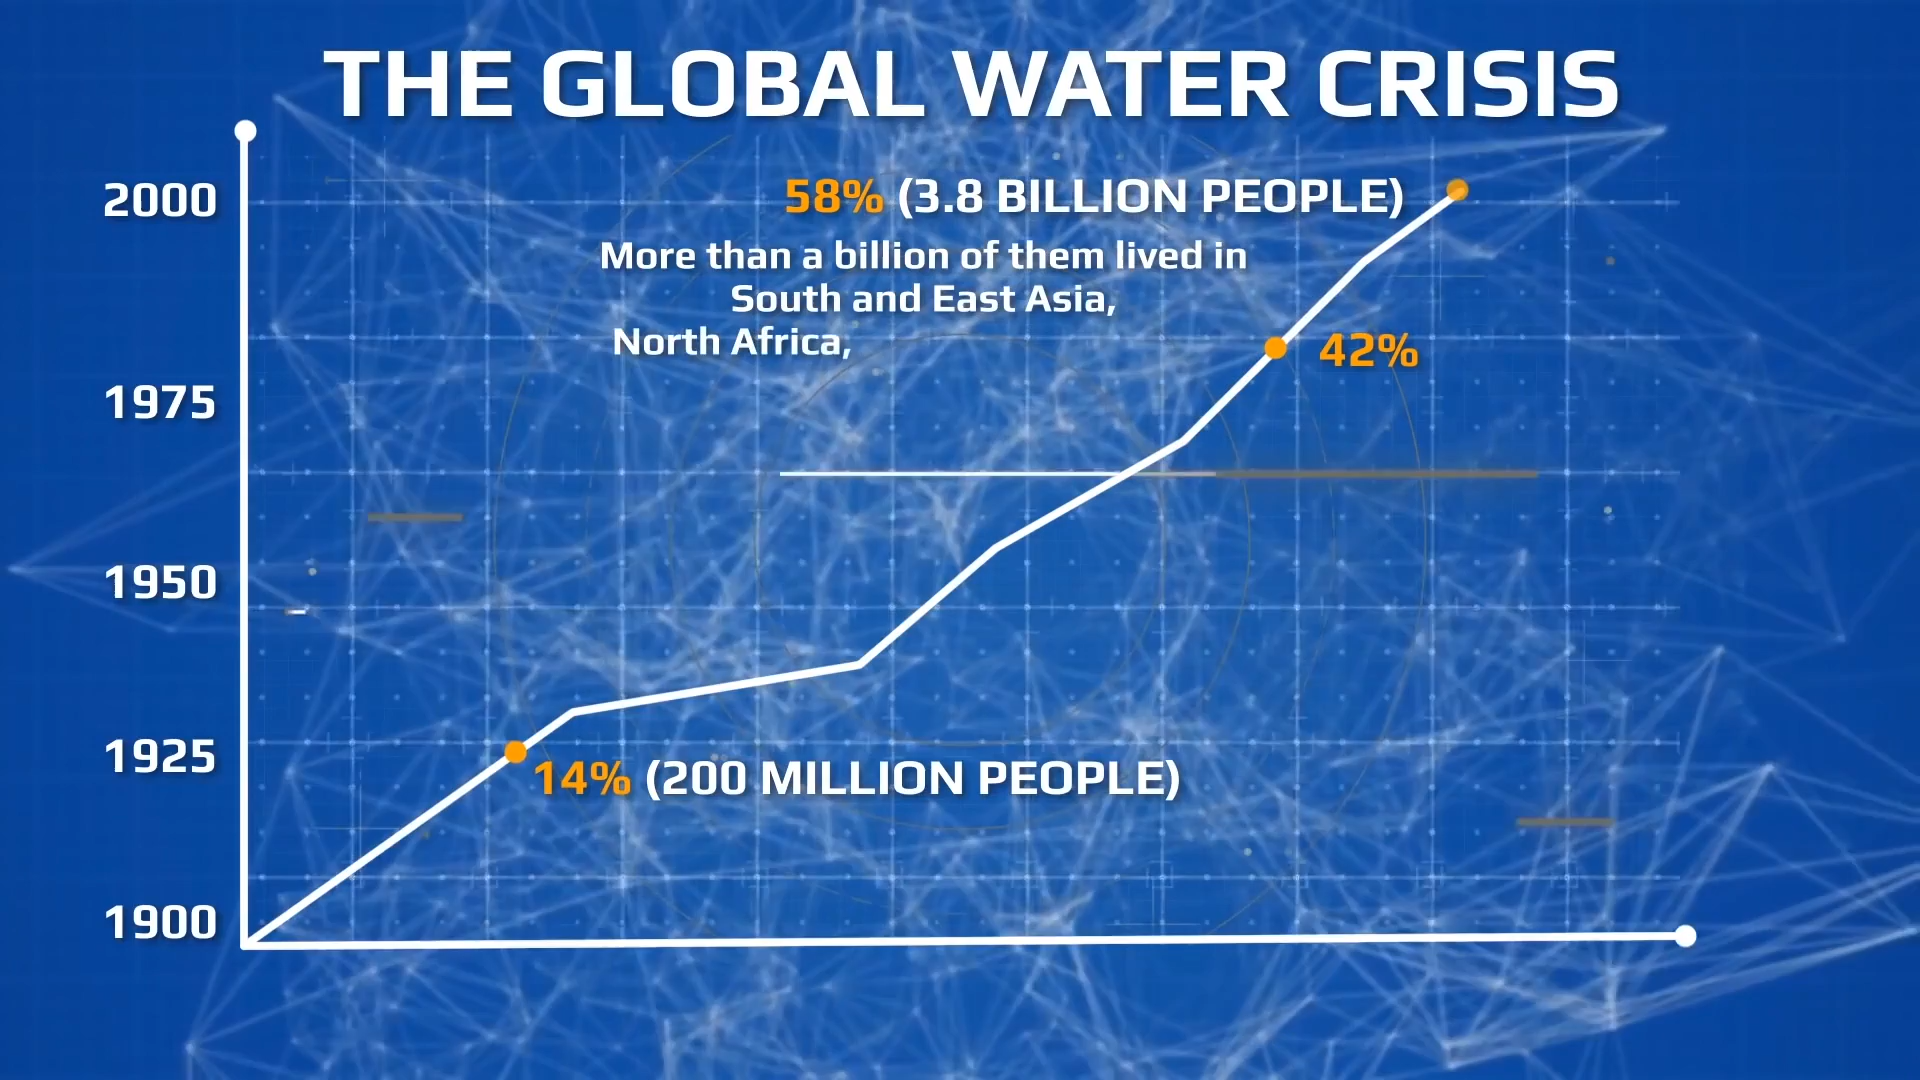 THE GLOBAL WATER CRISIS
2000
58% (3.8 BILLION PEOPLE)
More than a billion of them lived in
South and East Asia,
North Africa,
42%
1975
1950
1925
14% (200 MILLION PEOPLE)
1900